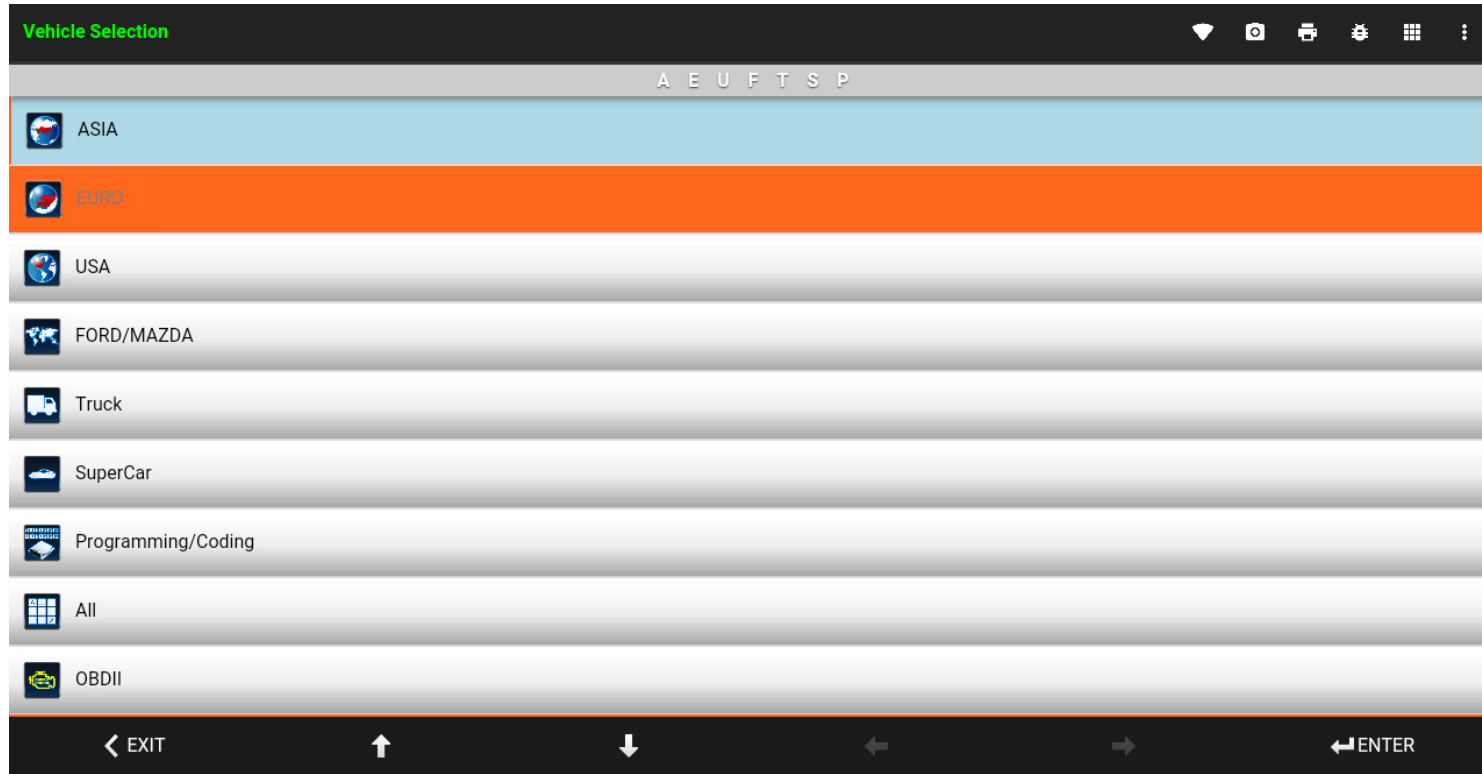 Vehicle Selection
A E U F T S P
ASIA
EURO
USA
FORD/MAZDA
Truck
SuperCar
Programming/Coding
All
OBDII
EXIT ENTER